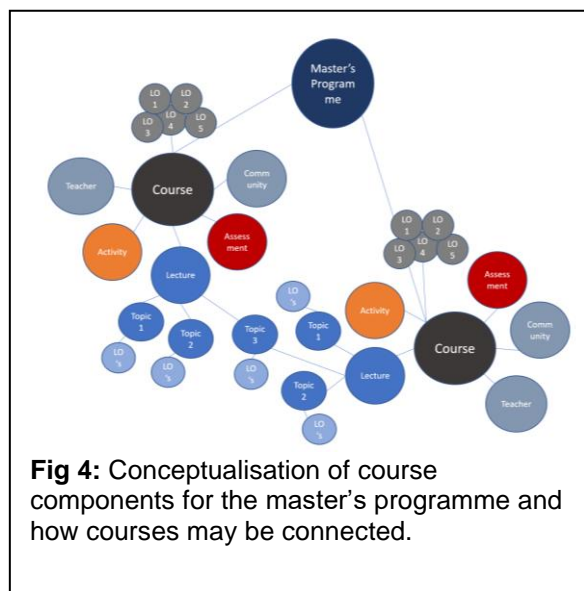 Master's
Programme
me
LO
1
LO
2
LO
3
LO
4
LO
5
Teacher
Course
Comm
unity
Activity
Assess
ment
Lecture
Topic
1
Topic
2
Topic
3
LO
's
LO
's
LO
's
LO
1
LO
2
LO
3
LO
4
LO
5
Assess
ment
Activity
Course
Comm
unity
Teacher
Lecture
LO
's
Topic
1
Topic
2
LO
's
Fig 4: Conceptualisation of course
components for the master's programme and
how courses may be connected.